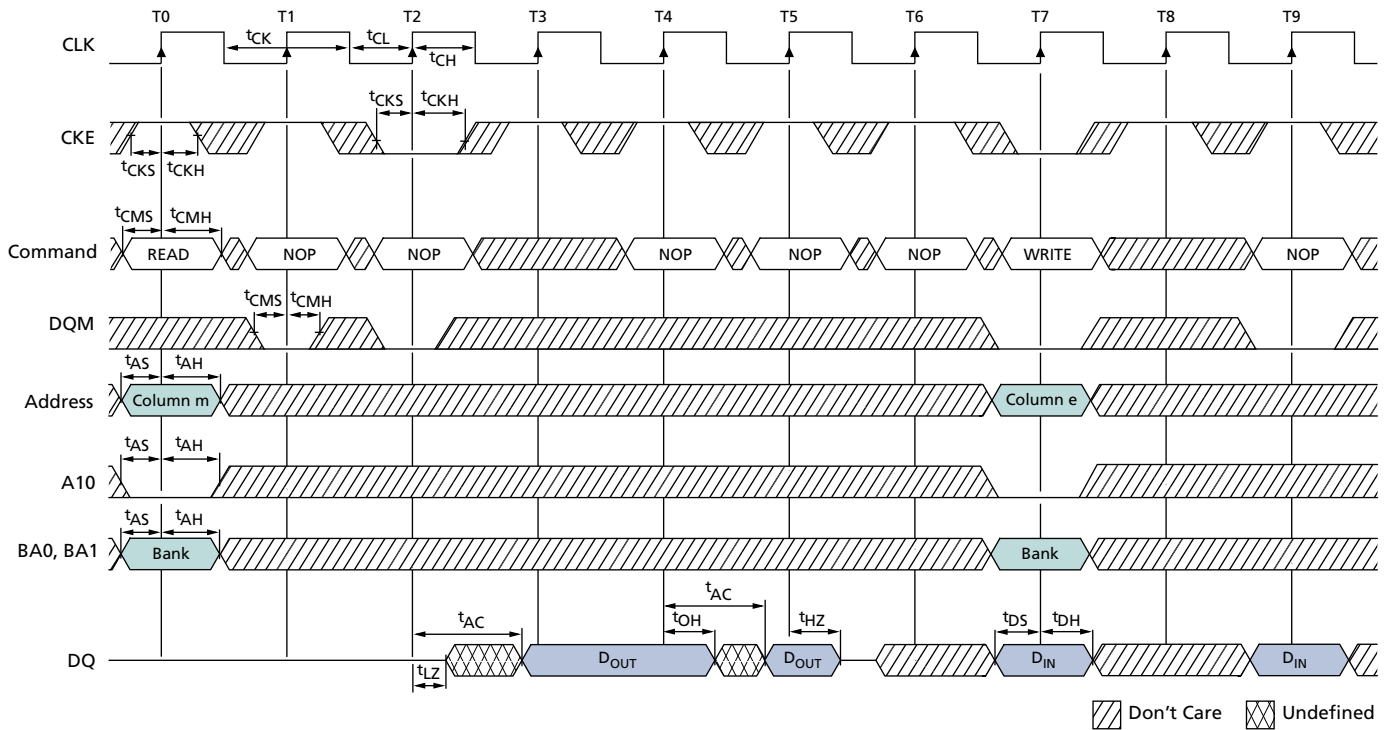 T0 T1 T2 T3 T4 T5 T6 T7 T8 T9
CLK
tCK tCL
tCH
tCKS tCKH
CKE
tCKS tCKH
tCMS tCMH
Command READ NOP NOP NOP NOP NOP WRITE NOP
tCMS tCMH
DQM
tAS tAH
Address Column m Column e
tAS tAH
A10
tAS tAH
BA0, BA1 Bank Bank
tAC
tAC tOH tHZ tDS tDH
DQ DOUT DOUT DIN DIN
tLZ
Don't Care Undefined